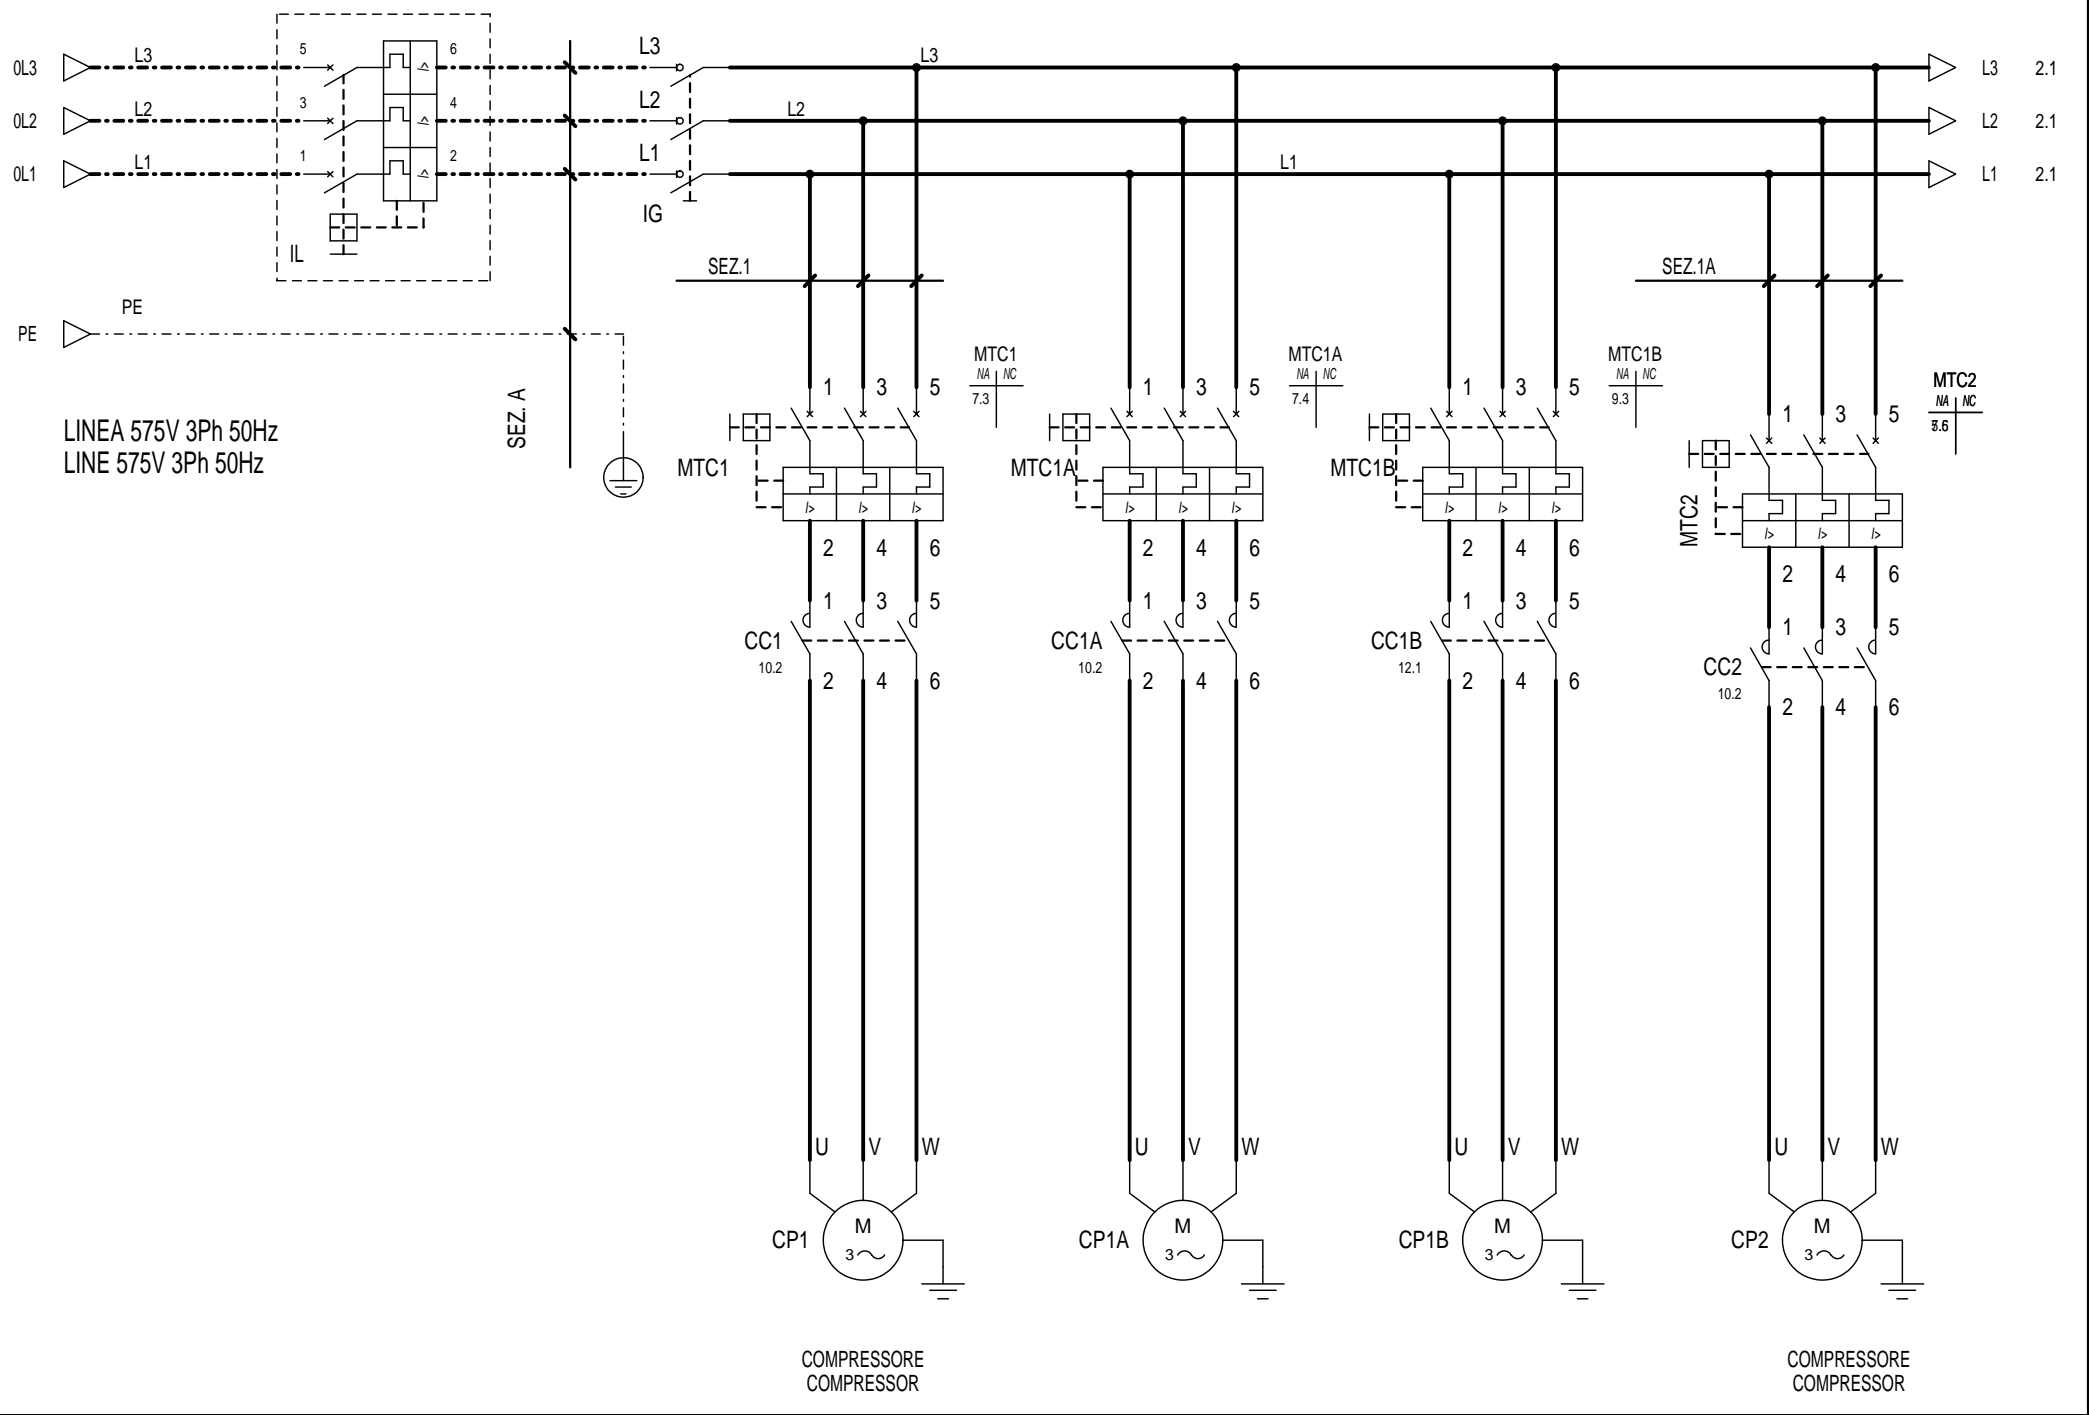 5 6 L3
0L3 L3 L3 L3 2.1
3 4 L2
0L2 L2 L2 L2 2.1
1 2 L1
0L1 L1 L1 L1 2.1
IG
IL
SEZ.1 SEZ.1A
PE
PE
MTC1 MTC1A MTC1B
NA NC NA NC NA NC
7.3 7.4 9.3
MTC2
NA NC
1 3 5 1 3 5 1 3 5
1 3 5
SEZ. A
LINEA 575V 3Ph 50Hz
LINE 575V 3Ph 50Hz
MTC1 MTC1A MTC1B
MTC2
I> I> I> I> I> I> I> I> I>
I> I> I>
2 4 6 2 4 6 2 4 6
2 4 6
1 3 5 1 3 5 1 3 5
1 3 5
CC1 CC1A CC1B
10.2 10.2 12.1
CC2
10.2
2 4 6 2 4 6 2 4 6
2 4 6
U V W U V W U V W U V W
M M M M
CP1 CP1A CP1B CP2
3 3 3 3
COMPRESSORE COMPRESSORE
COMPRESSOR COMPRESSOR